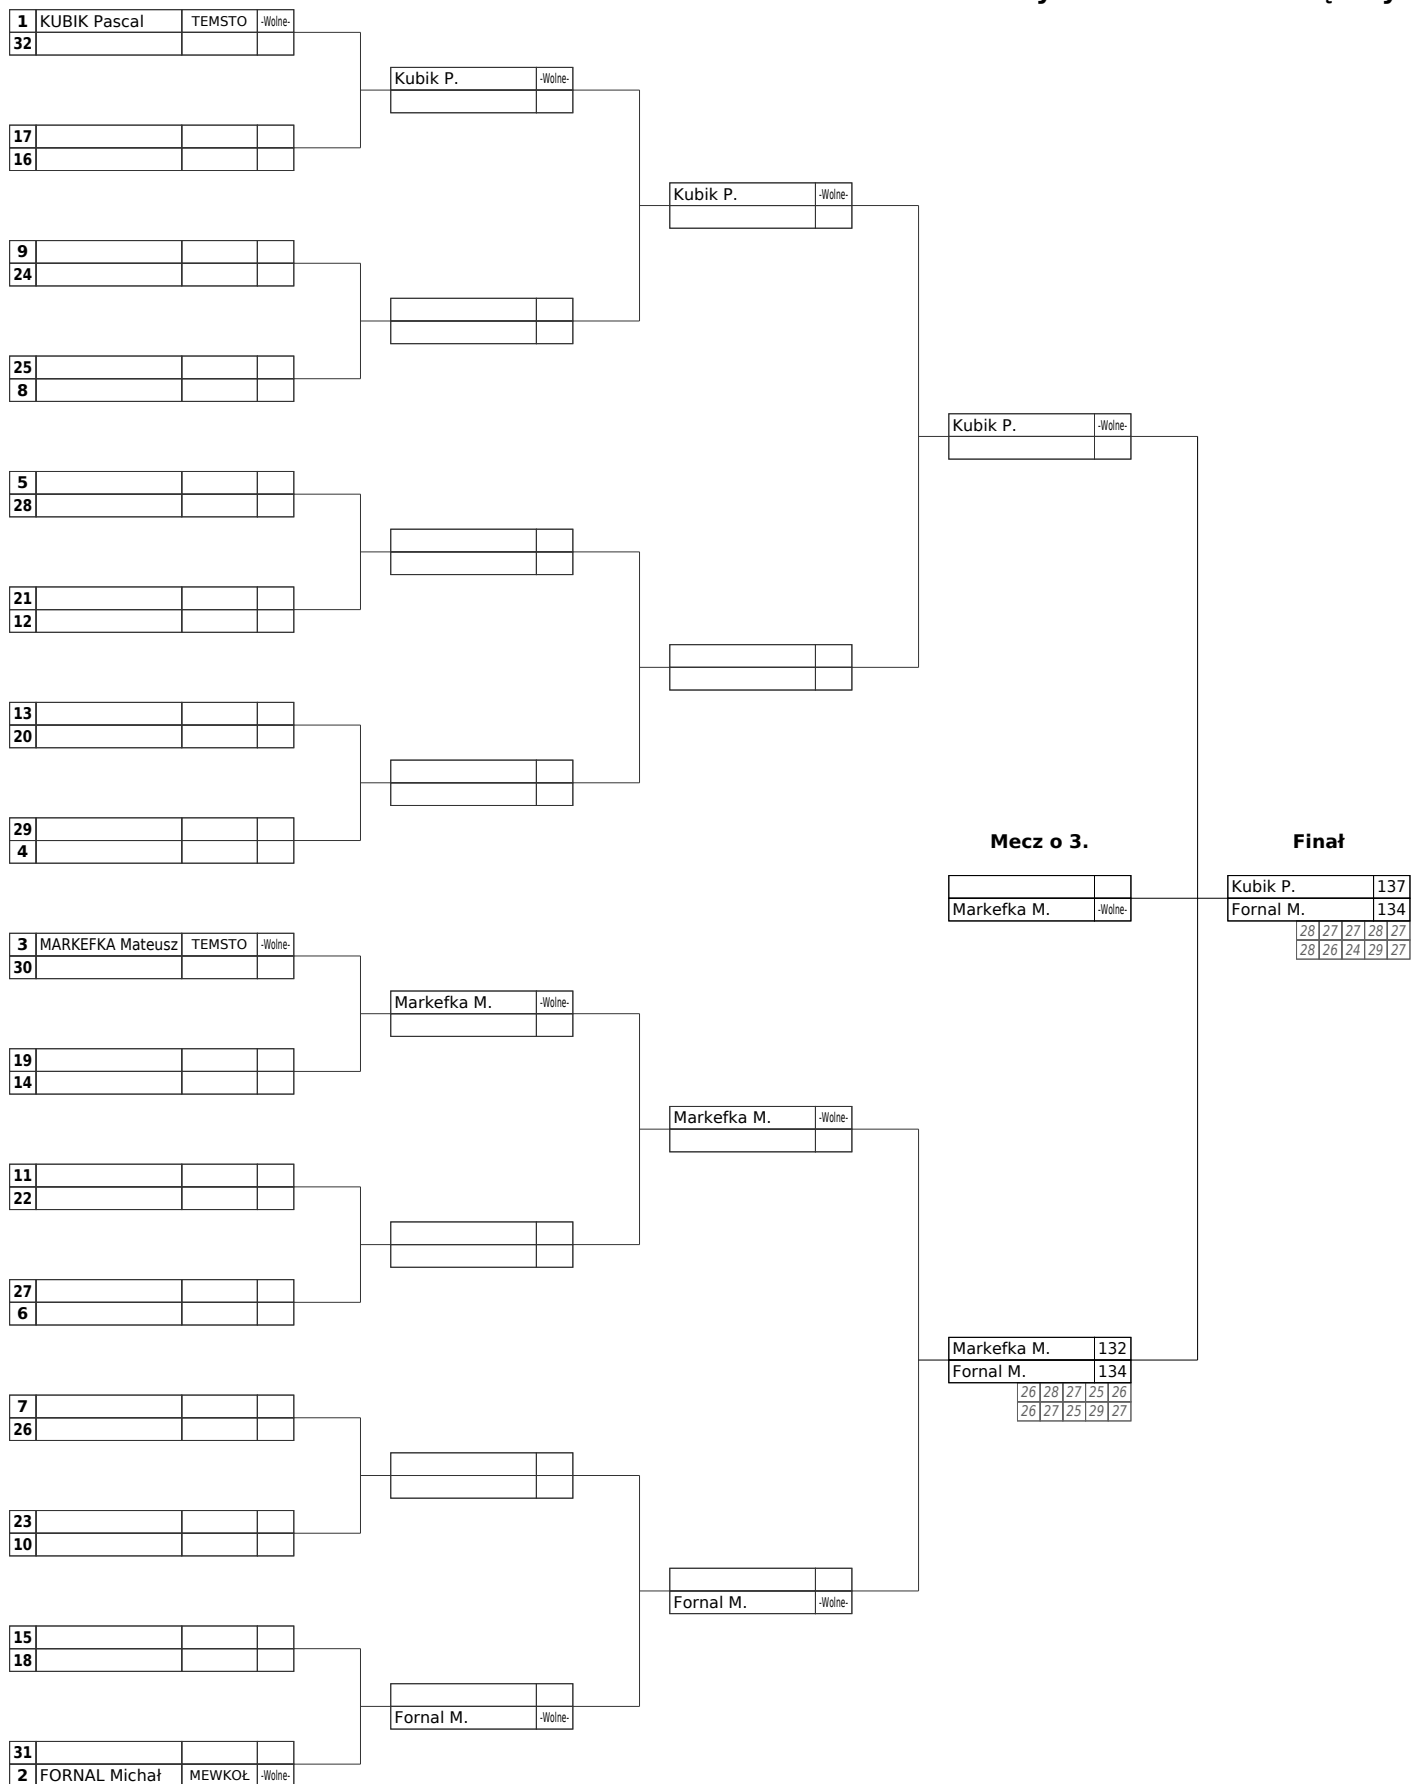 1 KUBIK Pascal TEMSTO -Wolne-
32
Kubik P. -Wolne-
17
16
Kubik P. -Wolne-
9
24
25
8
Kubik P. -Wolne-
5
28
21
12
13
20
29
4
Mecz o 3. Finał
Kubik P. 137
Markefka M. -Wolne- Fornal M. 134
28 27 27 28 27
28 26 24 29 27
3 MARKEFKA Mateusz TEMSTO -Wolne-
30
Markefka M. -Wolne-
19
14
Markefka M. -Wolne-
11
22
27
6
Markefka M. 132
Fornal M. 134
26 28 27 25 26
26 27 25 29 27
7
26
23
10
Fornal M. -Wolne-
15
18
Fornal M. -Wolne-
31
2 FORNAL Michał MEWKOŁ -Wolne-